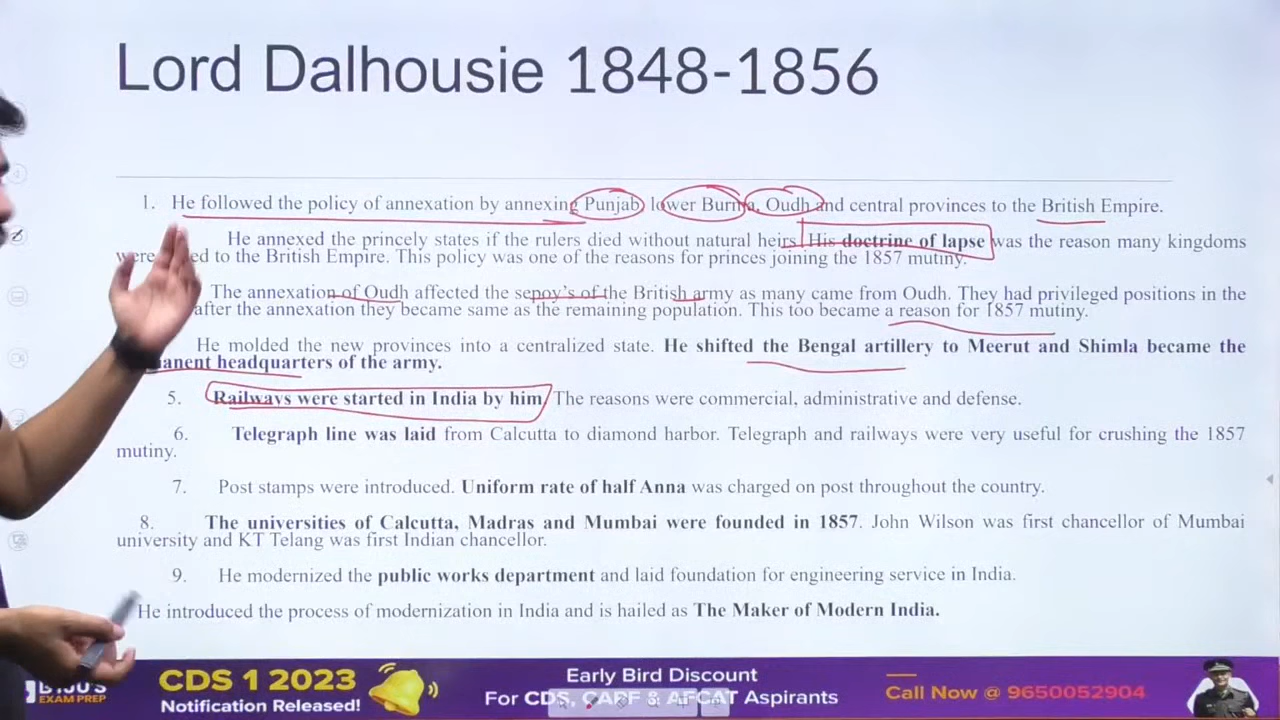 Lord Dalhousie 1848-1856
1. He followed the policy of annexation by annexing Punjab lower Burma, Oudh and central provinces to the British Empire.
He annexed the princely states if the rulers died without natural heirs. His doctrine of lapse was the reason many kingdoms
were ed to the British Empire. This policy was one of the reasons for princes joining the 1857 mutiny.
The annexation of Oudh affected the sepoy's of the British army as many came from Oudh. They had privileged positions in the
after the annexation they became same as the remaining population. This too became a reason for 1857 mutiny.
He molded the new provinces into a centralized state. He shifted the Bengal artillery to Meerut and Shimla became the
anent headquarters of the army.
5. Railways were started in India by him. The reasons were commercial, administrative and defense.
6. Telegraph line was laid from Calcutta to diamond harbor. Telegraph and railways were very useful for crushing the 1857
mutiny.
7. Post stamps were introduced. Uniform rate of half Anna was charged on post throughout the country.
8. The universities of Calcutta, Madras and Mumbai were founded in 1857. John Wilson was first chancellor of Mumbai
university and KT Telang was first Indian chancellor.
9. He modernized the public works department and laid foundation for engineering service in India.
He introduced the process of modernization in India and is hailed as The Maker of Modern India.
BYJU'S
EXAM PREP
CDS 1 2023
Notification Released!
Early Bird Discount
For CDS, CAPF & AFCAT Aspirants
Call Now @ 9650052904